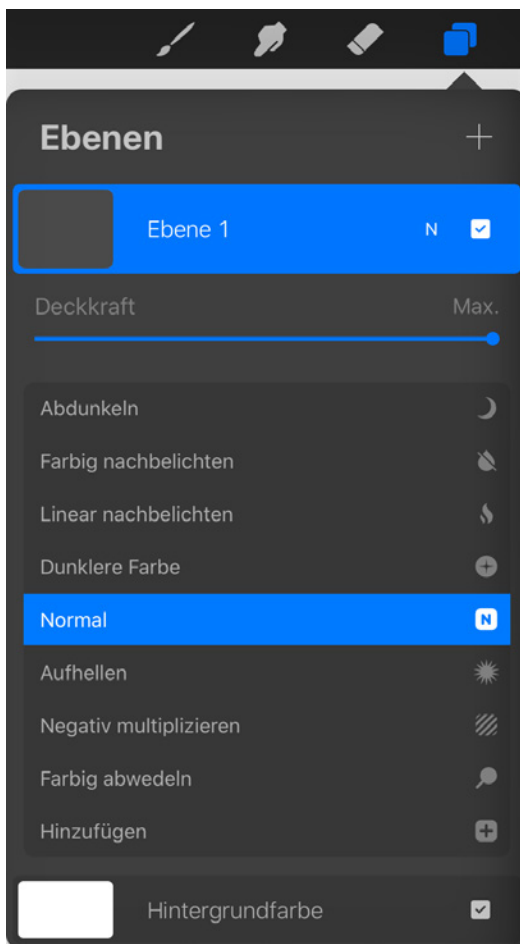 Ebenen
Ebene 1 N
Deckkraft Max.
Abdunkeln
Farbig nachbelichten
Linear nachbelichten
Dunklere Farbe
Normal N
Aufhellen
Negativ multiplizieren
Farbig abwedeln
Hinzufügen
Hintergrundfarbe